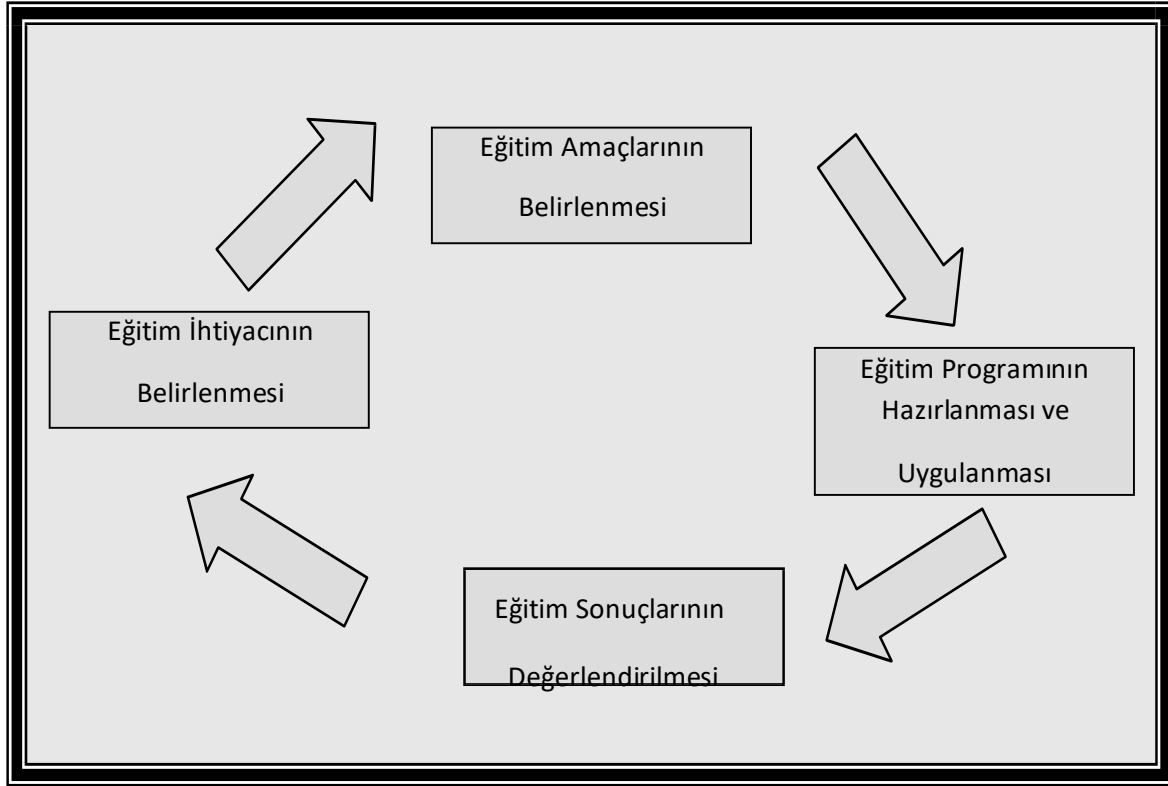 Eğitim Amaçlarının
Belirlenmesi
Eğitim İhtiyacının
Belirlenmesi
Eğitim Programının
Hazırlanması ve
Uygulanması
Eğitim Sonuçlarının
Değerlendirilmesi